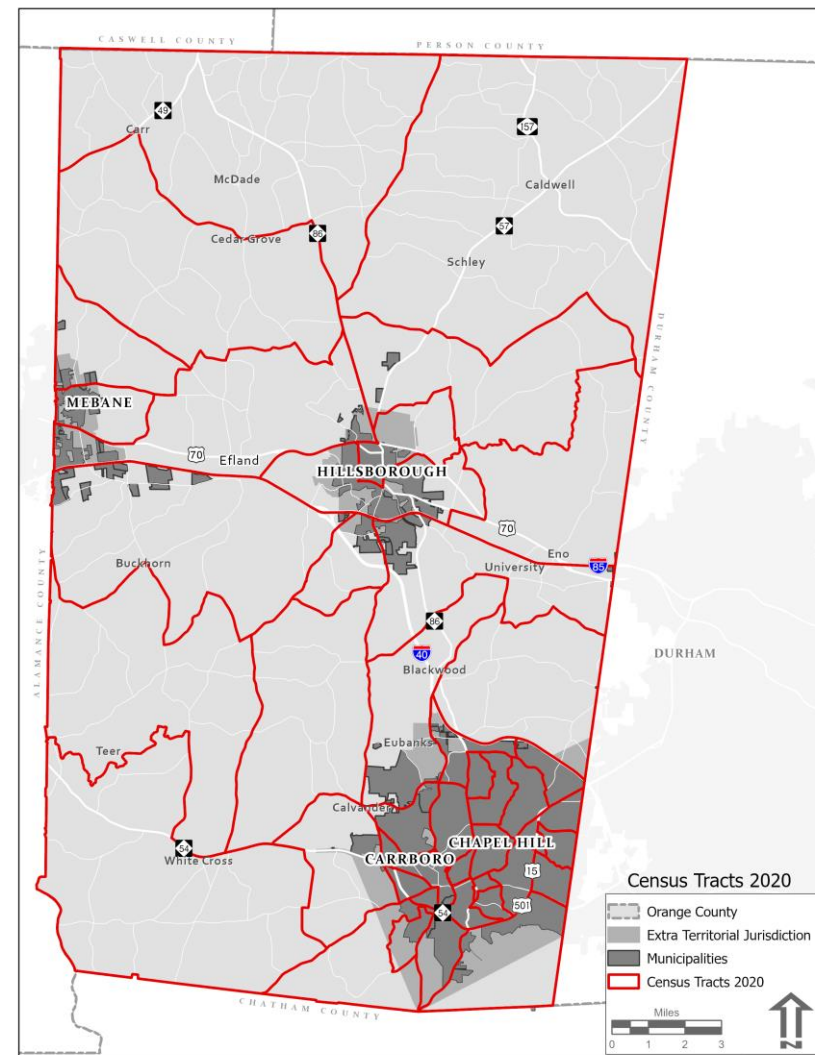 CASWELL COUNTY
PERSON COUNTY
49
Carr
157
McDade
Caldwell
57
86
Cedar Grove
Schley
DURHAM COUNTY
MEBANE
70
Efland
HILLSBOROUGH
70
Eno
Buckhorn
University
85
ALAMANCE COUNTY
86
40
DURHAM
Blackwood
Teer
Eubanks
Calvander
CHAPEL HILL
54
White Cross
CARRBORO
15
501
54
CHATHAM COUNTY
Census Tracts 2020
Orange County
Extra Territorial Jurisdiction
Municipalities
Census Tracts 2020
Miles
0 1 2 3
N